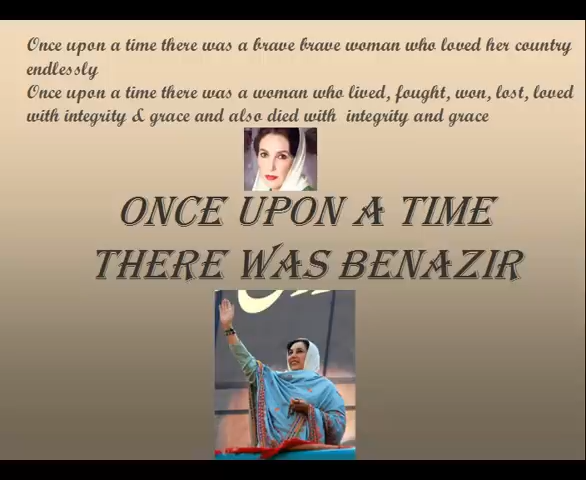 Once upon a time there was a brave brave woman who loved her country
endlessly
Once upon a time there was a woman who lived, fought, won, lost, loved
with integrity & grace and also died with integrity and grace
ONCE UPON A TIME
THERE WAS BENAZIR